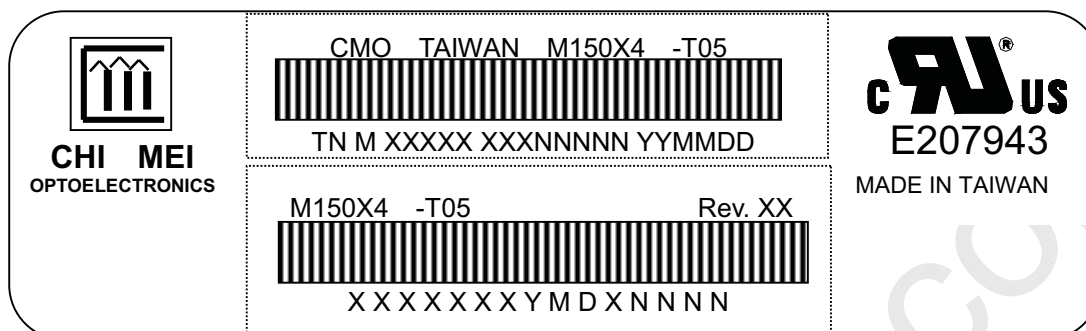 CHI MEI
OPTOELECTRONICS
CMO TAIWAN M150X4 -T05
TN M XXXXX XXXNNNNN YYMMDD
M150X4 -T05 Rev. XX
X X X X X X X Y M D X N N N N
C RU ® US
E207943
MADE IN TAIWAN